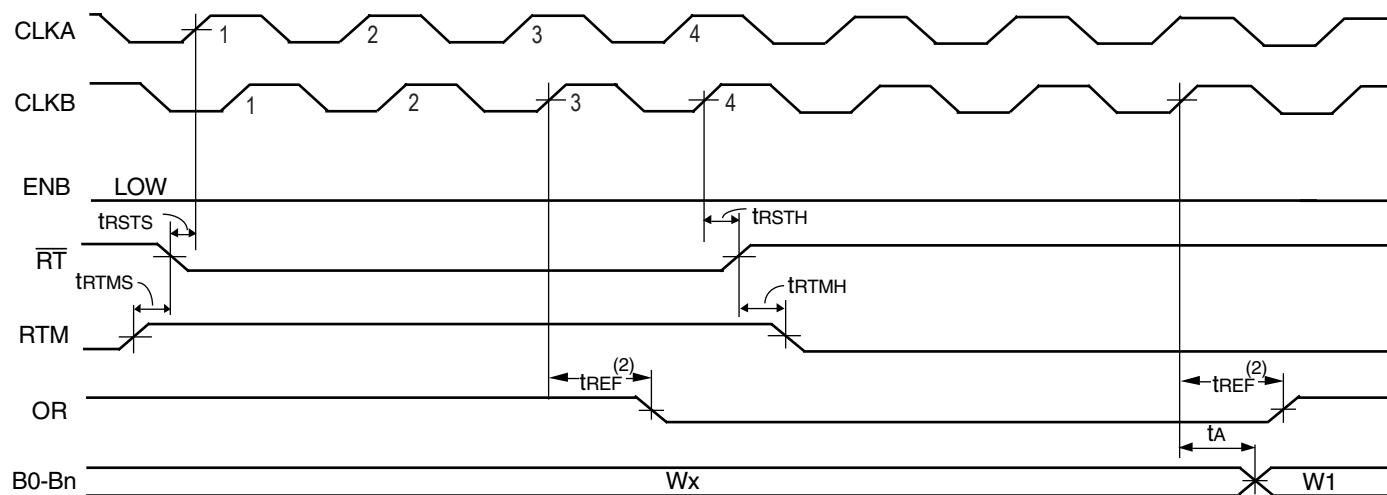 CLKA 1 2 3 4
CLKB 1 2 3 4
ENB LOW
tRSTS tRSTH
RT
tRTMS tRTMH
RTM
tREF(2) tREF(2)
OR
tA
B0-Bn Wx W1